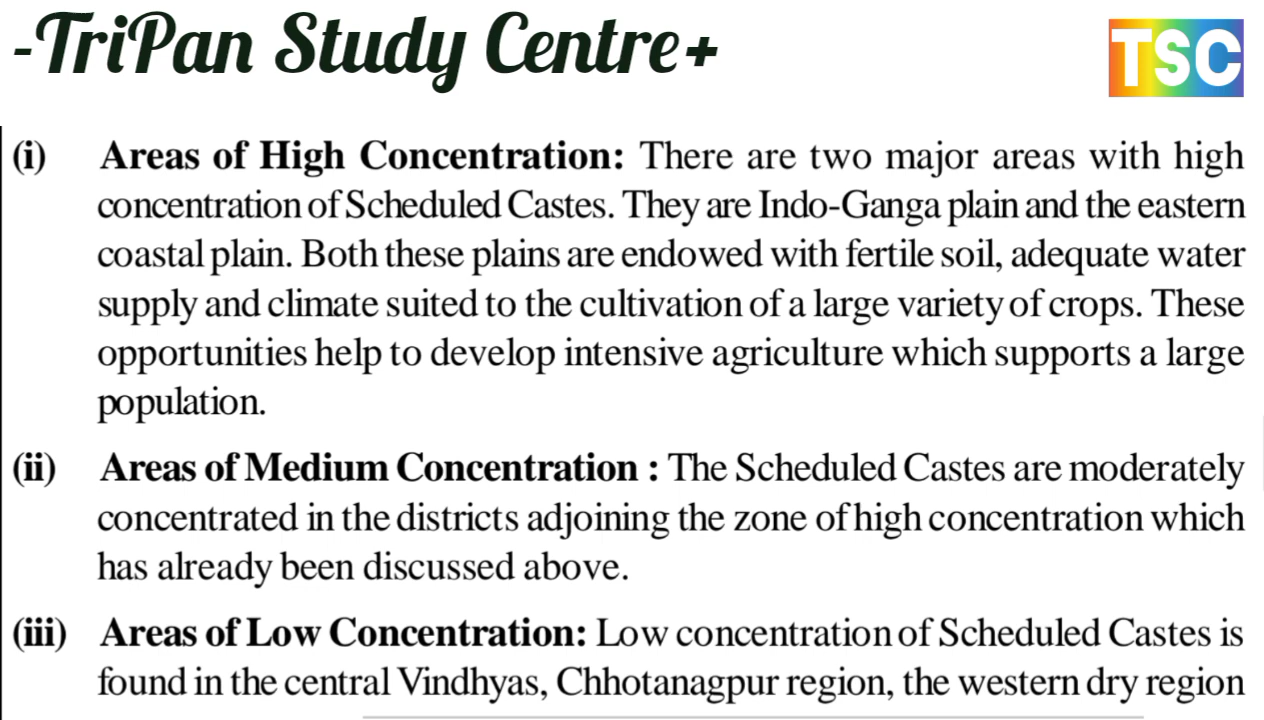 -TriPan Study Centre+
TSC
(i) Areas of High Concentration: There are two major areas with high
concentration of Scheduled Castes. They are Indo-Ganga plain and the eastern
coastal plain. Both these plains are endowed with fertile soil, adequate water
supply and climate suited to the cultivation of a large variety of crops. These
opportunities help to develop intensive agriculture which supports a large
population.
(ii) Areas of Medium Concentration : The Scheduled Castes are moderately
concentrated in the districts adjoining the zone of high concentration which
has already been discussed above.
(iii) Areas of Low Concentration: Low concentration of Scheduled Castes is
found in the central Vindhyas, Chhotanagpur region, the western dry region